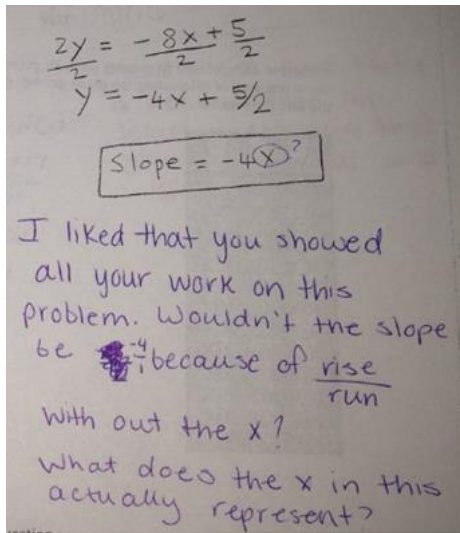 2y = -8x + 5
2 2 2
y = -4x + 5/2
Slope = -4x?
I liked that you showed
all your work on this
problem. Wouldn't the slope
be -4/1 because of rise
run
with out the x?
What does the x in this
actually represent?